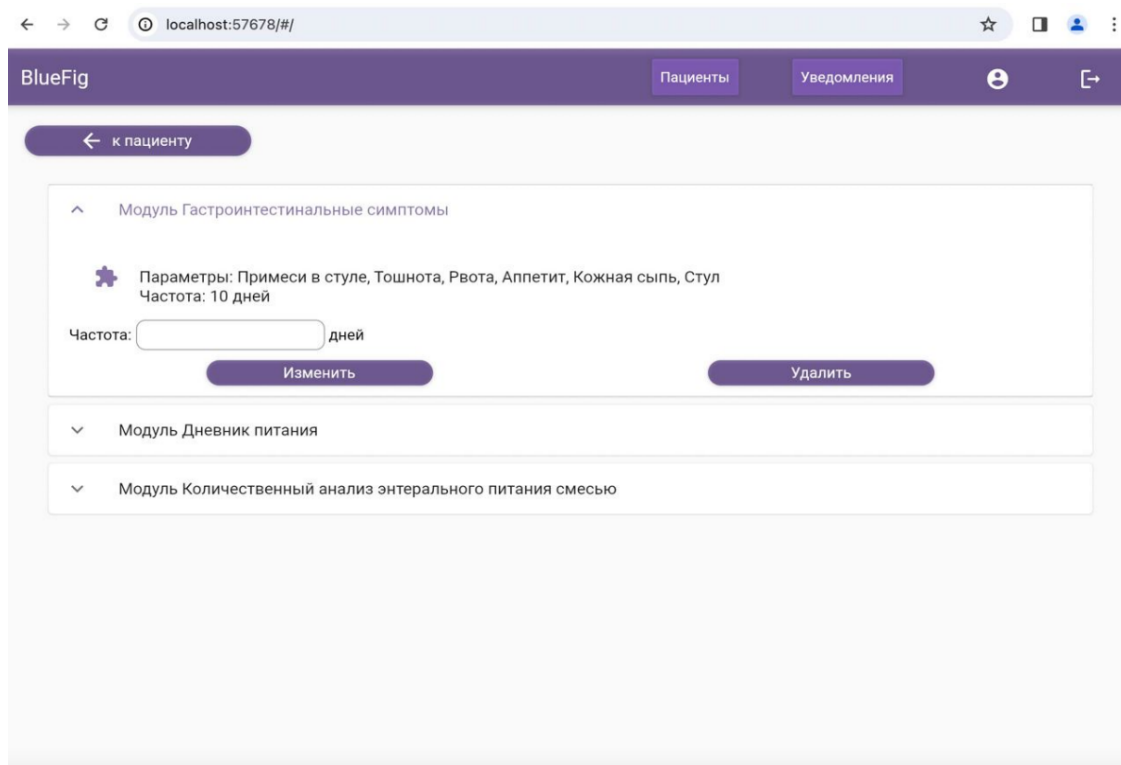 localhost:57678/#/
BlueFig
Пациенты
Уведомления
к пациенту
Модуль Гастроинтестинальные симптомы
Параметры: Примеси в стуле, Тошнота, Рвота, Аппетит, Кожная сыпь, Стул
Частота: 10 дней
Частота: дней
Изменить
Удалить
Модуль Дневник питания
Модуль Количественный анализ энтерального питания смесью